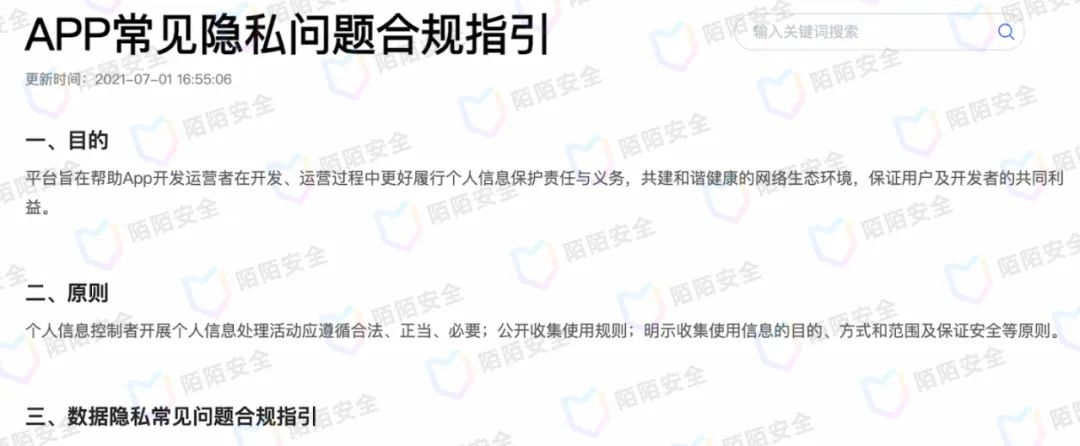 APP常见隐私问题合规指引
输入关键词搜索
更新时间：2021-07-01 16:55:06
一、目的
平台旨在帮助App开发运营者在开发、运营过程中更好履行个人信息保护责任与义务，共建和谐健康的网络生态环境，保证用户及开发者的共同利
益。
二、原则
个人信息控制者开展个人信息处理活动应遵循合法、正当、必要；公开收集使用规则；明示收集使用信息的目的、方式和范围及保证安全等原则。
三、数据隐私常见问题合规指引
陌陌安全